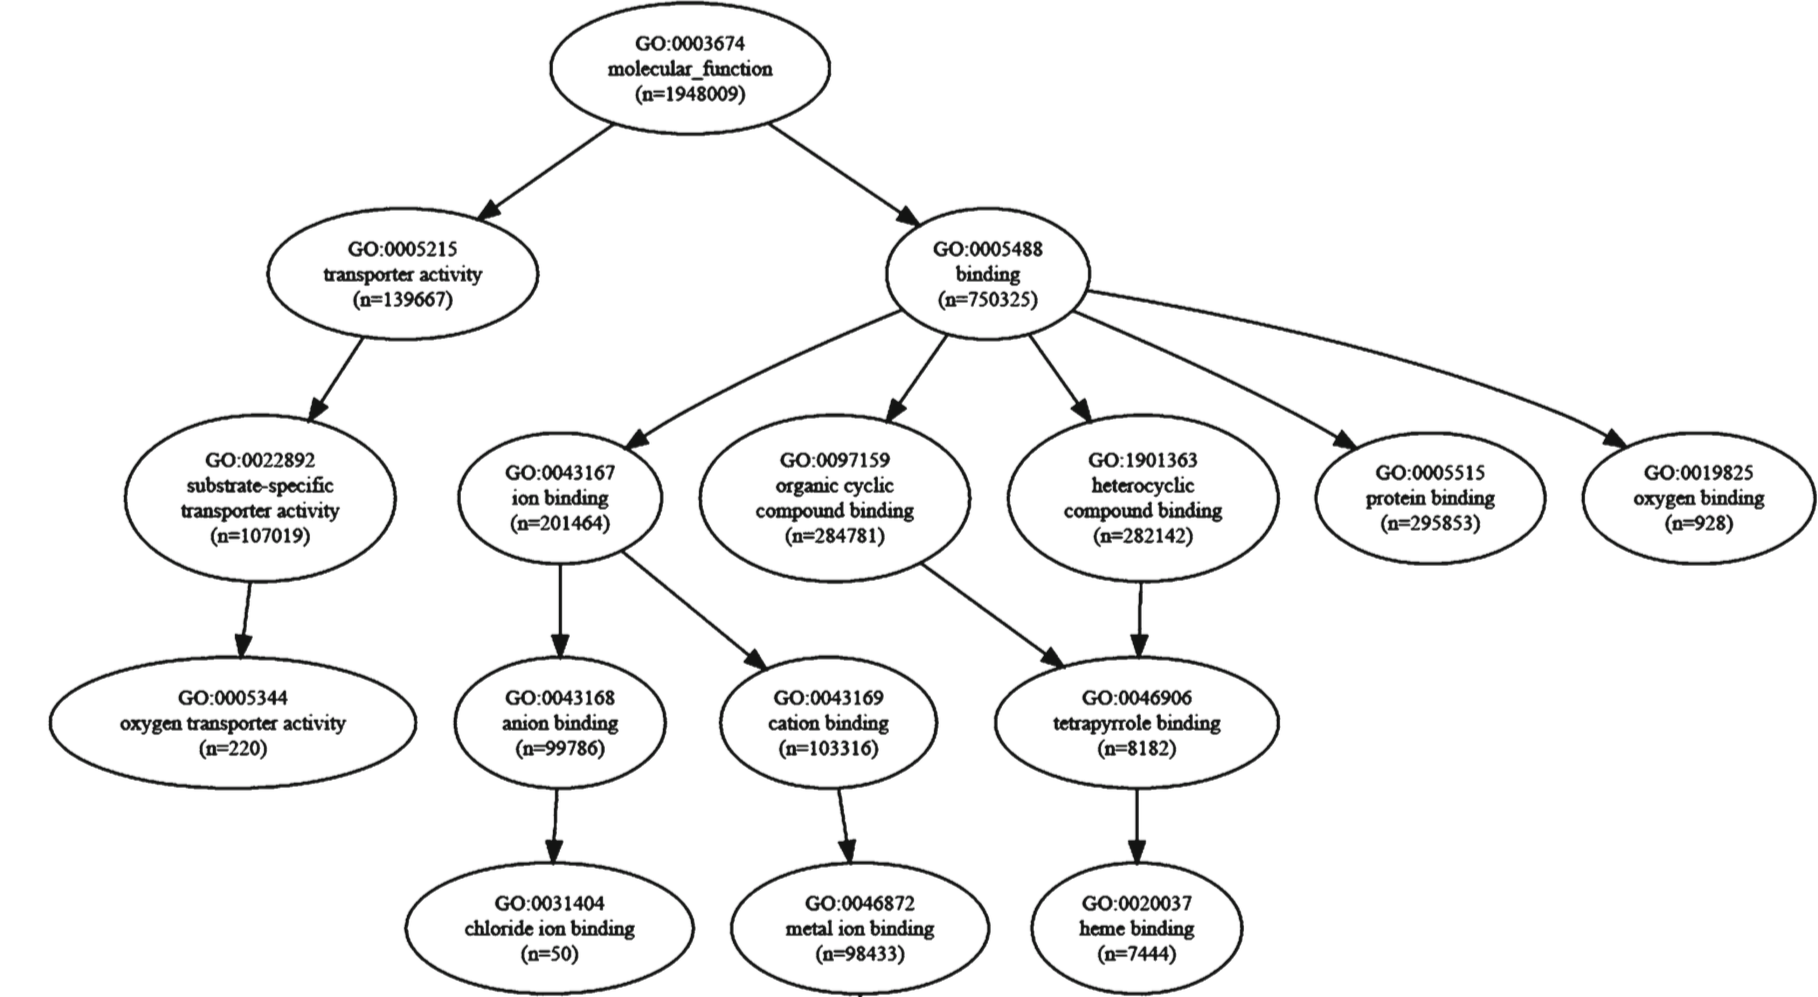 GO:0003674
molecular_function
(n=1948009)
GO:0005215
transporter activity
(n=139667)
GO:0005488
binding
(n=750325)
GO:0022892
substrate-specific
transporter activity
(n=107019)
GO:0043167
ion binding
(n=201464)
GO:0097159
organic cyclic
compound binding
(n=284781)
GO:1901363
heterocyclic
compound binding
(n=282142)
GO:0005515
protein binding
(n=295853)
GO:0019825
oxygen binding
(n=928)
GO:0005344
oxygen transporter activity
(n=220)
GO:0043168
anion binding
(n=99786)
GO:0043169
cation binding
(n=103316)
GO:0046906
tetrapyrrole binding
(n=8182)
GO:0031404
chloride ion binding
(n=50)
GO:0046872
metal ion binding
(n=98433)
GO:0020037
heme binding
(n=7444)